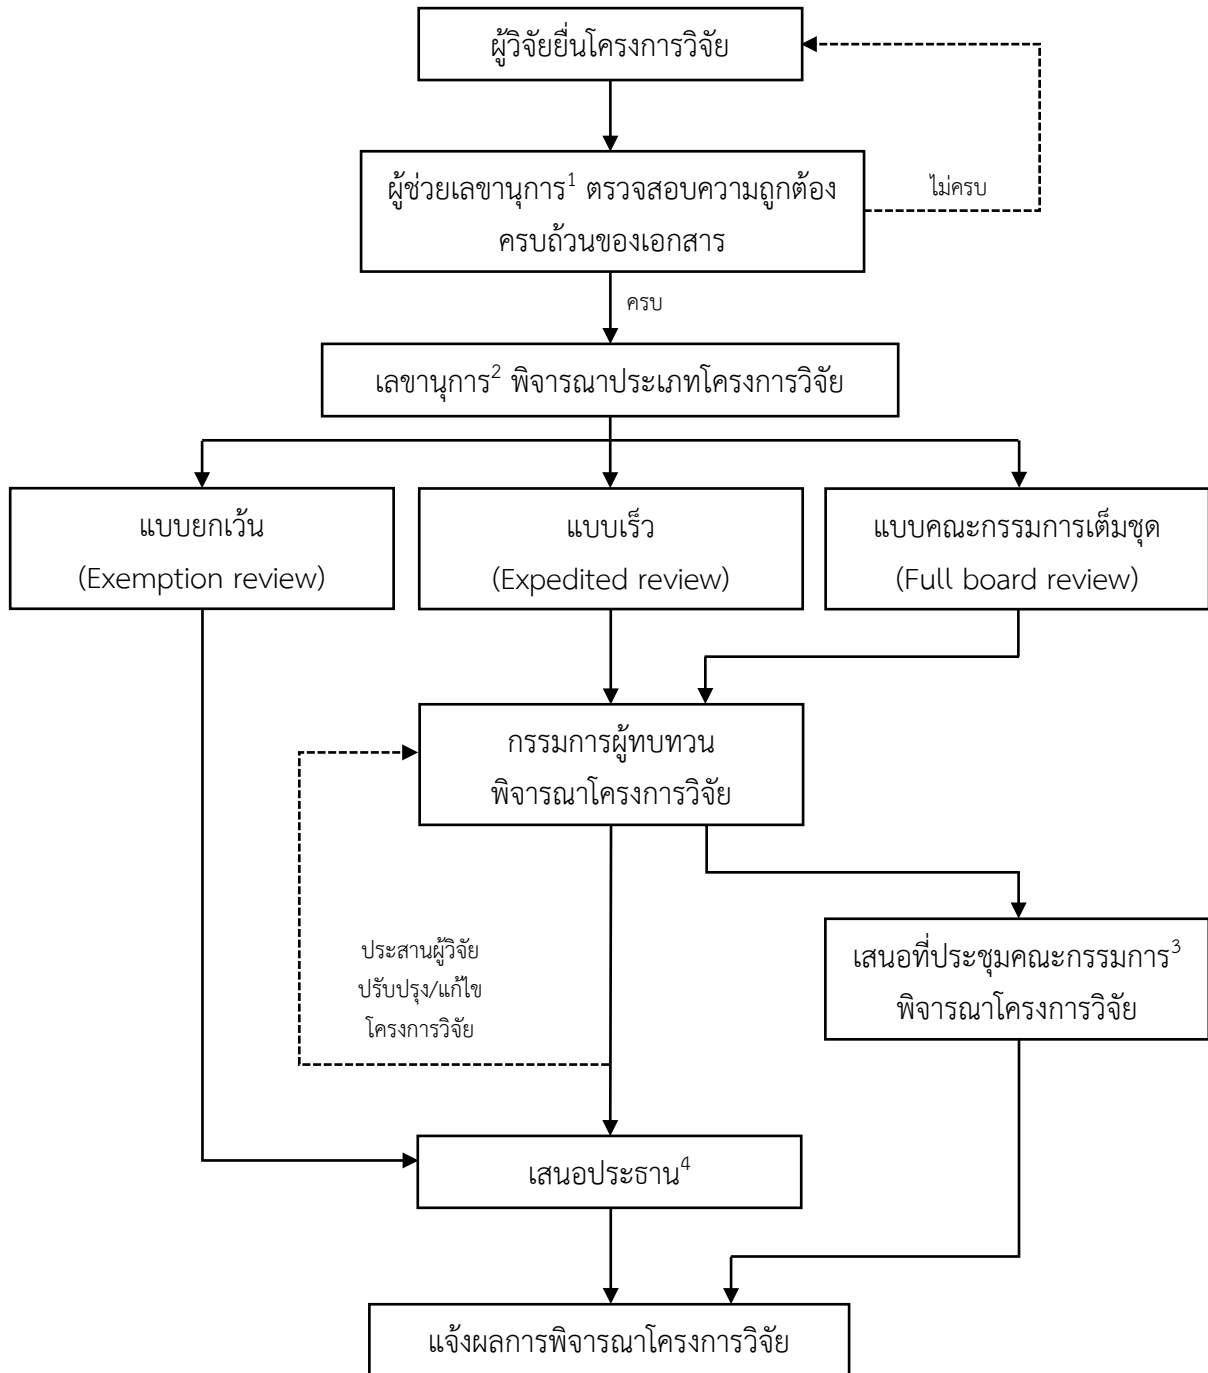 ผู้วิจัยยื่นโครงการวิจัย
ผู้ช่วยเลขานุการ¹ ตรวจสอบความถูกต้อง
ครบถ้วนของเอกสาร
ไม่ครบ
ครบ
เลขานุการ² พิจารณาประเภทโครงการวิจัย
แบบยกเว้น
(Exemption review)
แบบเร็ว
(Expedited review)
แบบคณะกรรมการเต็มชุด
(Full board review)
กรรมการผู้ทบทวน
พิจารณาโครงการวิจัย
ประสานผู้วิจัย
ปรับปรุง/แก้ไข
โครงการวิจัย
เสนอที่ประชุมคณะกรรมการ³
พิจารณาโครงการวิจัย
เสนอประธาน⁴
แจ้งผลการพิจารณาโครงการวิจัย